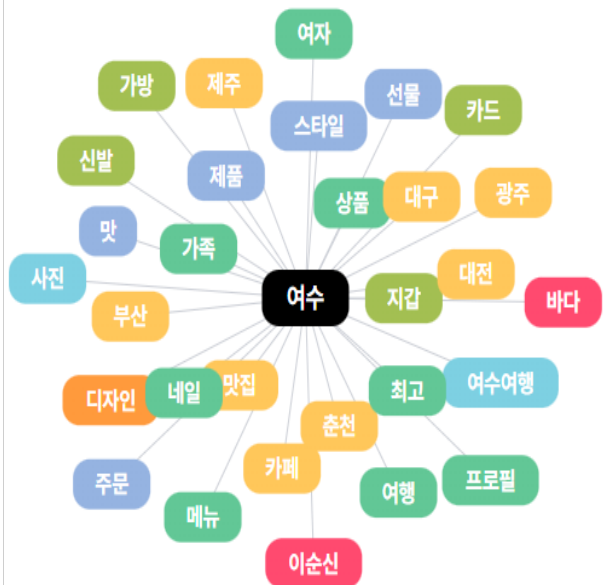 여자
가방
제주
선물
스타일
카드
신발
제품
상품
대구
광주
맛
가족
사진
대전
여수
지갑
바다
부산
디자인
네일
맛집
최고
여수여행
춘천
카페
주문
여행
프로필
메뉴
이순신